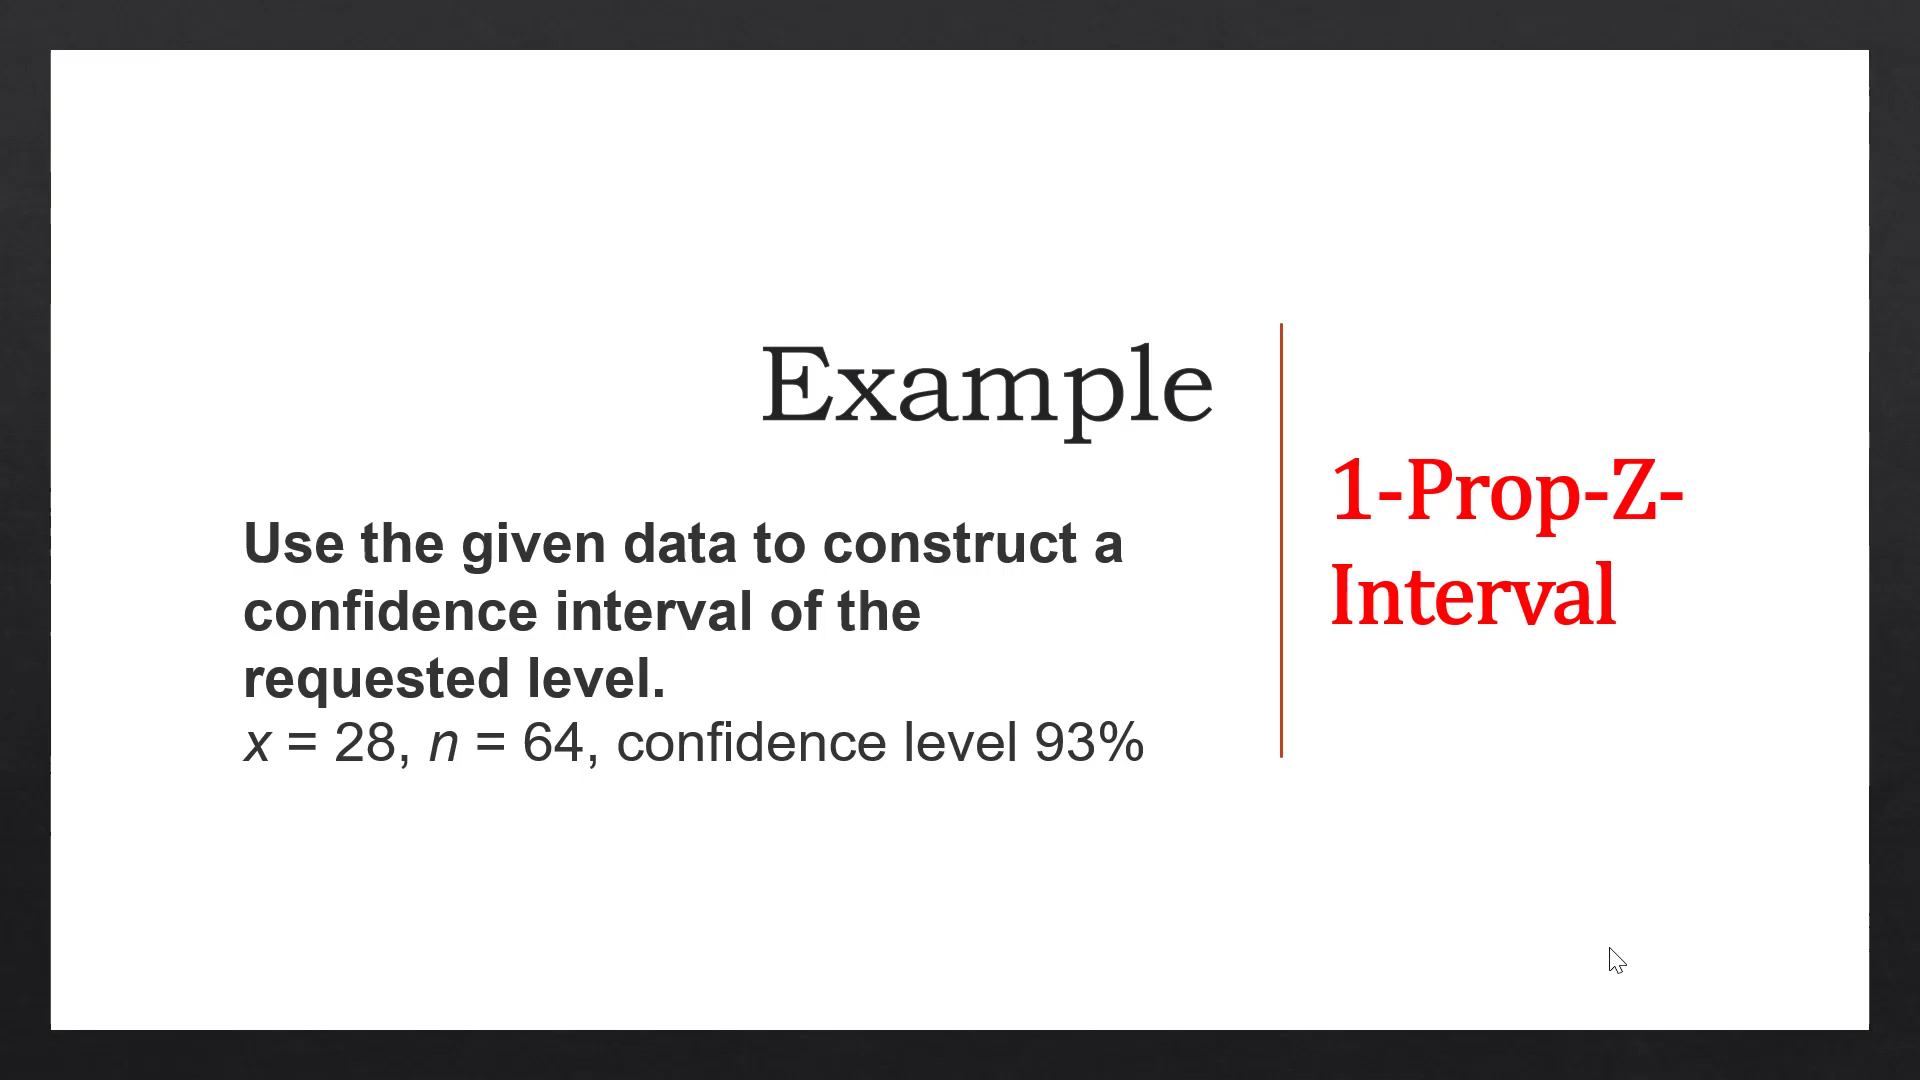 Example
Use the given data to construct a
confidence interval of the
requested level.
x = 28, n = 64, confidence level 93%
1-Prop-Z-
Interval